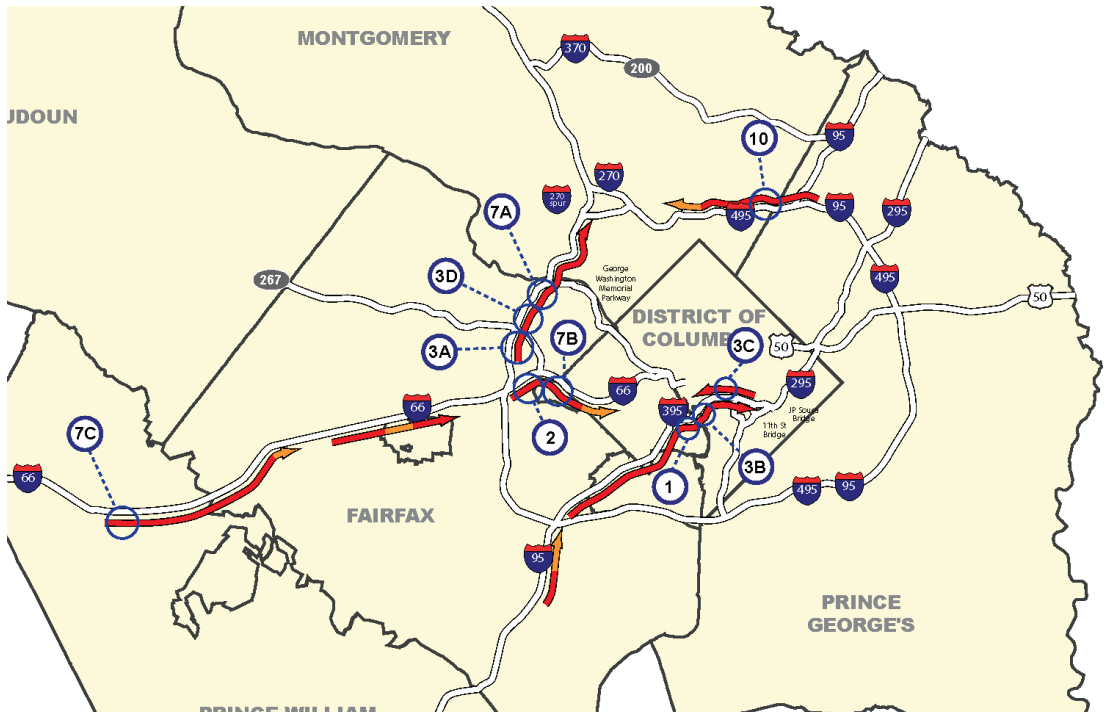 MONTGOMERY
370
200
UDOUN
95
10
270
270
spur
7A
495
95
295
3D
267
George
Washington
Memorial
Parkway
495
50
DISTRICT OF
COLUMB
7B
50
3C
3A
66
295
66
395
JP Sousa
Bridge
11th St
Bridge
7C
2
3B
66
1
495
95
FAIRFAX
95
PRINCE
GEORGE'S
PRINCE WILLIAM